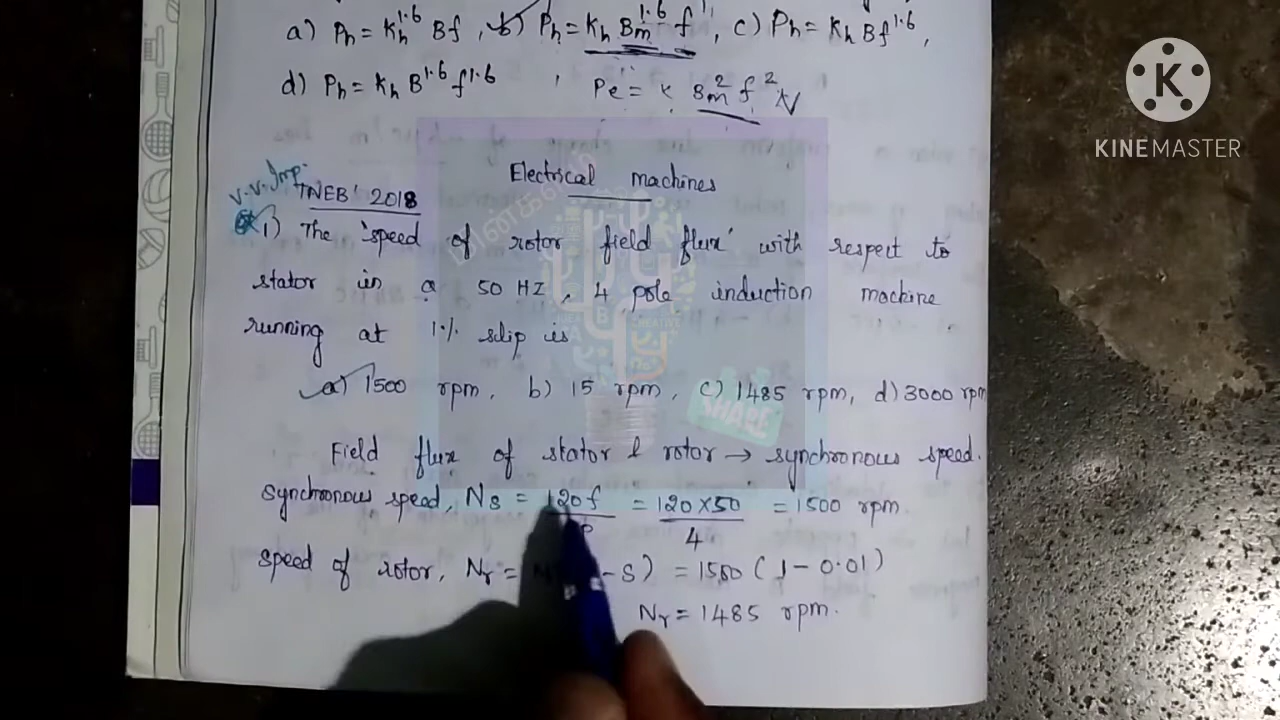 a) Ph = Kh^1.6 Bf, b) Ph = Kh Bm^1.6 f^1, c) Ph = Kh Bf^1.6,
d) Ph = Kh B^1.6 f^1.6, Pe = K Bm^2 f^2 tV
K
KINEMASTER
Electrical machines
V.V.Imp.
TNEB' 2018
1) The 'speed of rotor field flux' with respect to
stator in a 50 HZ, 4 pole induction machine
running at 1% slip is
a) 1500 rpm, b) 15 rpm, c) 1485 rpm, d) 3000 rpm
SHARE
Field flux of stator & rotor → synchronous speed.
synchronous speed, Ns = 120f = 120×50 = 1500 rpm.
4
speed of rotor, Nr = - s) = 1500 (1 - 0.01)
Nr = 1485 rpm.